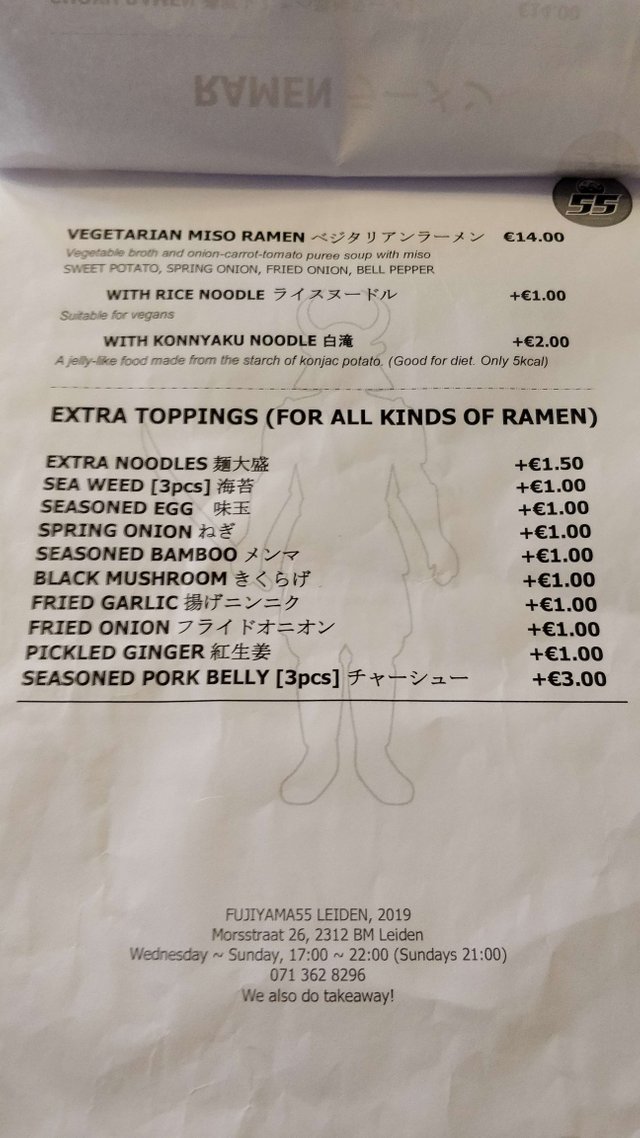 €14.00
RAMEN ラーメン
55
VEGETARIAN MISO RAMEN ベジタリアンラーメン €14.00
Vegetable broth and onion-carrot-tomato puree soup with miso
SWEET POTATO, SPRING ONION, FRIED ONION, BELL PEPPER
WITH RICE NOODLE ライスヌードル +€1.00
Suitable for vegans
WITH KONNYAKU NOODLE 白滝 +€2.00
A jelly-like food made from the starch of konjac potato. (Good for diet. Only 5kcal)
EXTRA TOPPINGS (FOR ALL KINDS OF RAMEN)
EXTRA NOODLES 麺大盛 +€1.50
SEA WEED [3pcs] 海苔 +€1.00
SEASONED EGG 味玉 +€1.00
SPRING ONION ねぎ +€1.00
SEASONED BAMBOO メンマ +€1.00
BLACK MUSHROOM きくらげ +€1.00
FRIED GARLIC 揚げニンニク +€1.00
FRIED ONION フライドオニオン +€1.00
PICKLED GINGER 紅生姜 +€1.00
SEASONED PORK BELLY [3pcs] チャーシュー +€3.00
FUJIYAMA55 LEIDEN, 2019
Morsstraat 26, 2312 BM Leiden
Wednesday ~ Sunday, 17:00 ~ 22:00 (Sundays 21:00)
071 362 8296
We also do takeaway!